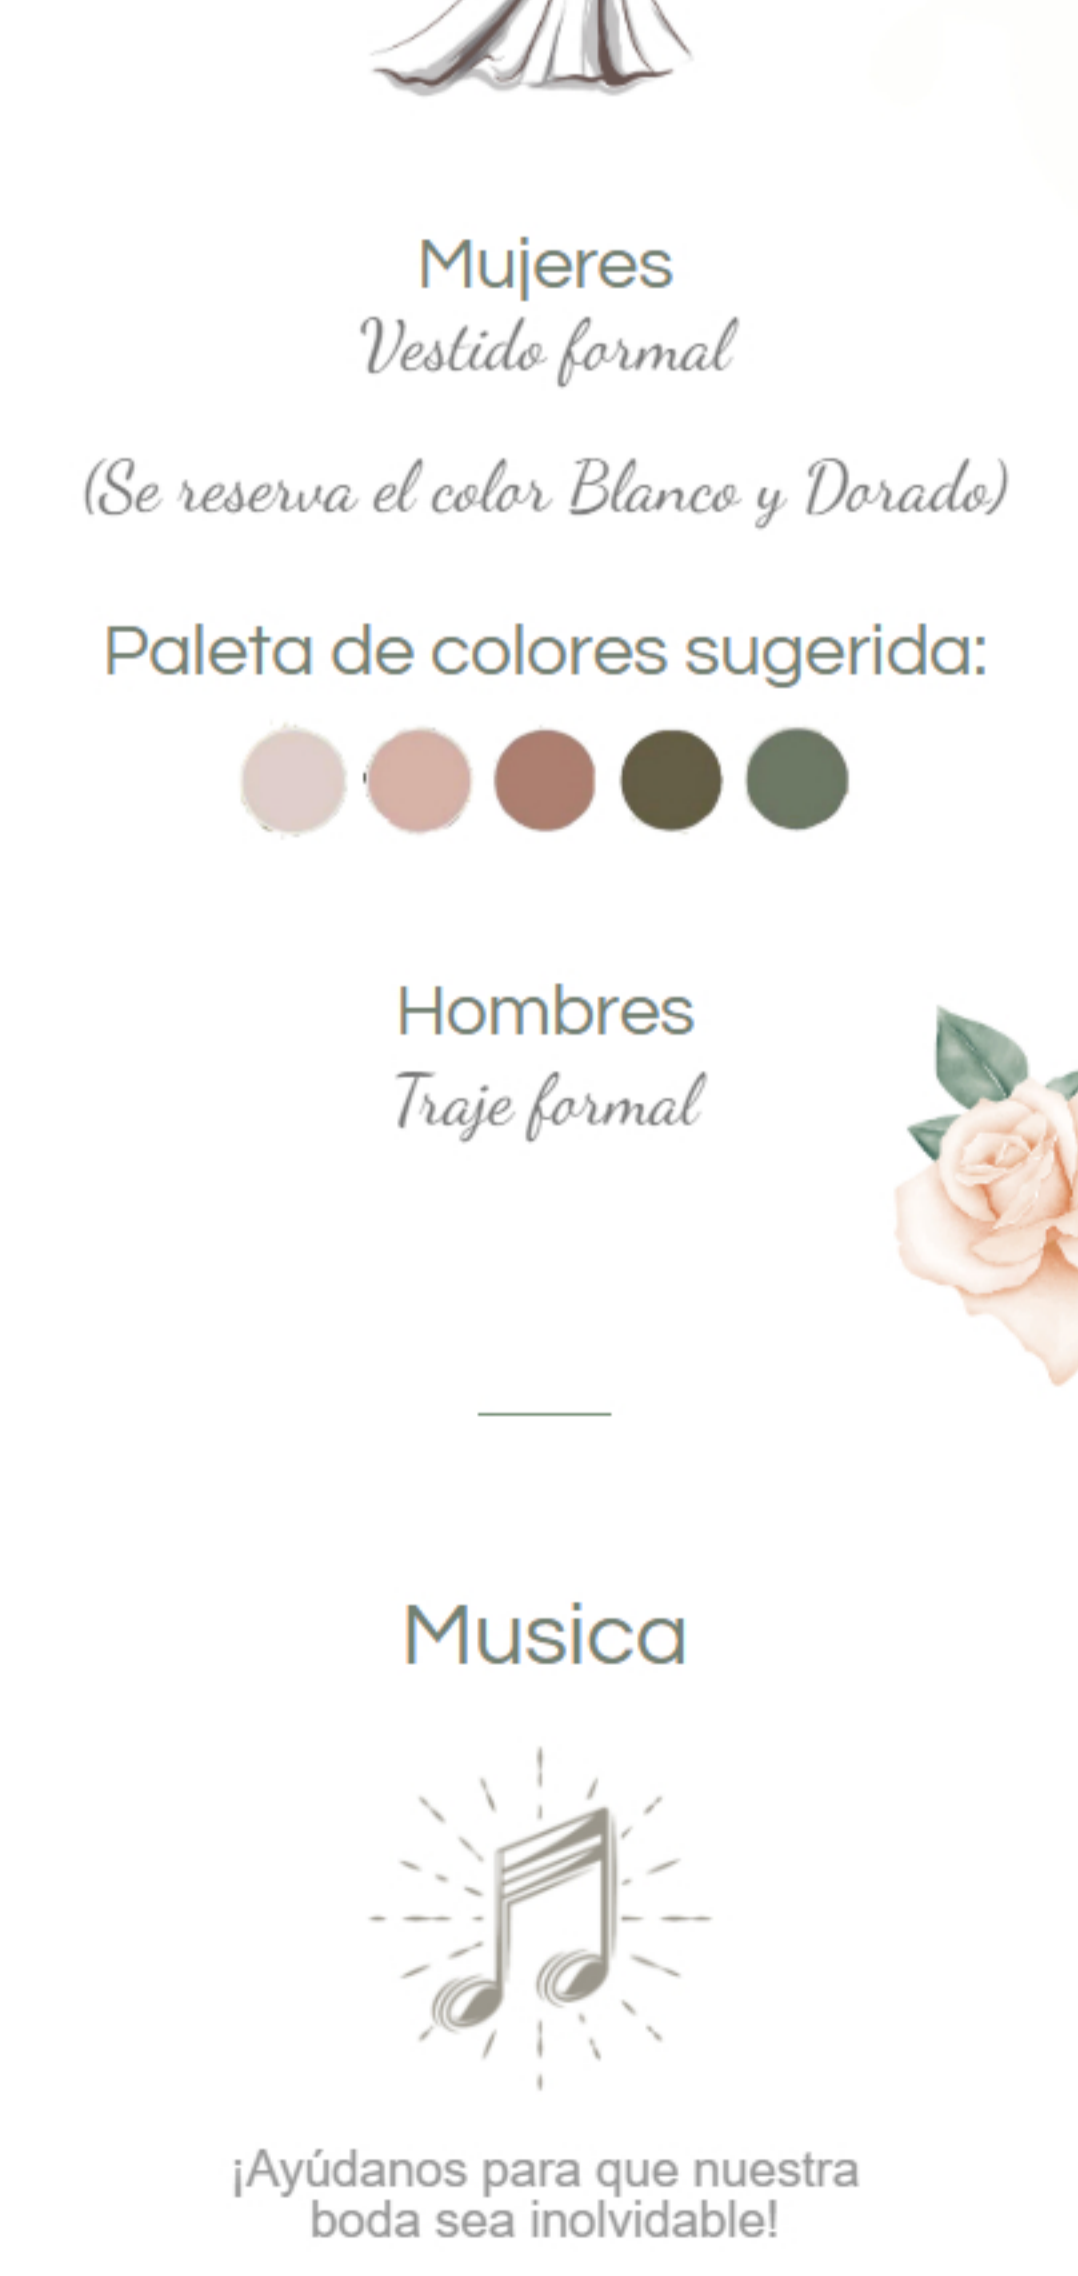 Mujeres
Vestido formal
(Se reserva el color Blanco y Dorado)
Paleta de colores sugerida:
Hombres
Traje formal
Musica
¡Ayúdanos para que nuestra
boda sea inolvidable!